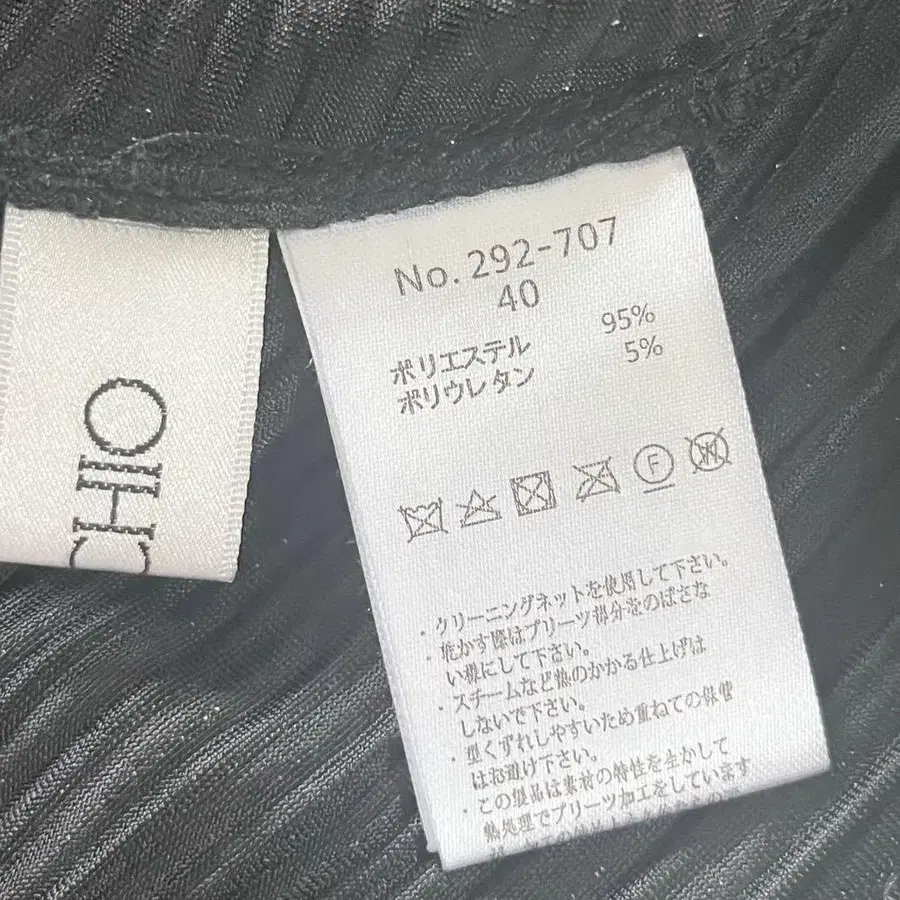 No. 292-707
40
ポリエステル 95%
ポリウレタン 5%
F
W
・クリーニングネットを使用して下さい。
・乾かす際はプリーツ部分をのばさな
い様にして下さい。
・スチームなど熱のかかる仕上げは
しないで下さい。
・型くずれしやすいため重ねての保管
はお避け下さい。
・この製品は素材の特性を生かして
熱処理でプリーツ加工をしています